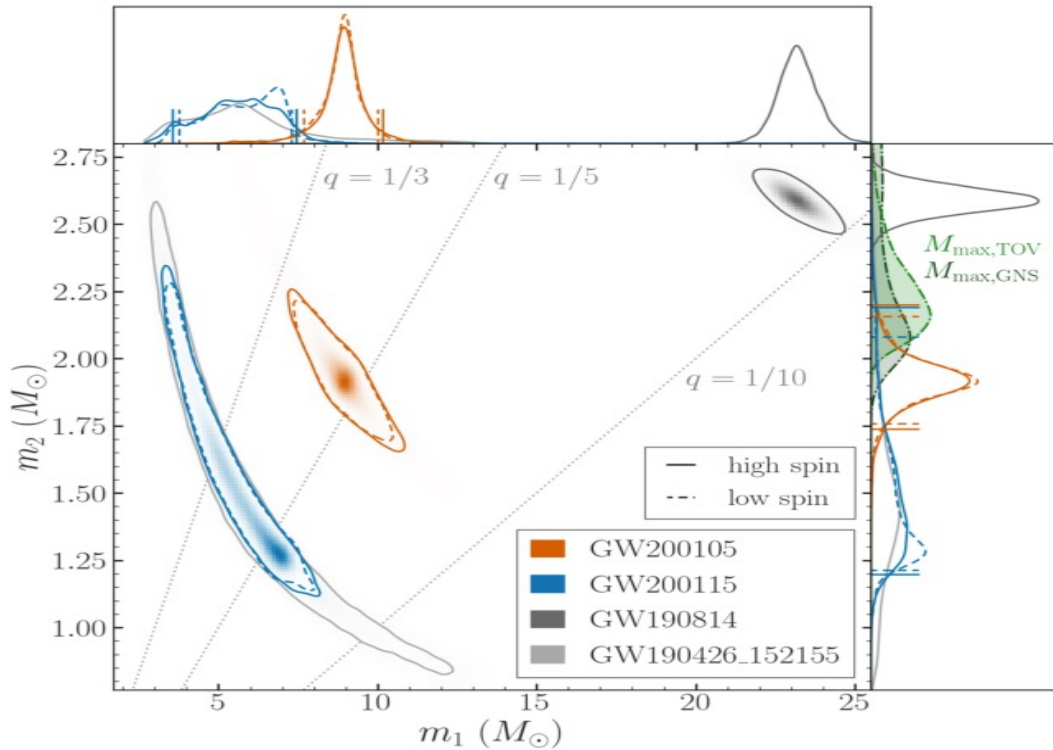 2.75
2.50
2.25
2.00
1.75
1.50
1.25
1.00
m₂ (M⊙)
q = 1/3
q = 1/5
q = 1/10
M_max,TOV
M_max,GNS
high spin
low spin
GW200105
GW200115
GW190814
GW190426_152155
5
10
15
20
25
m₁ (M⊙)